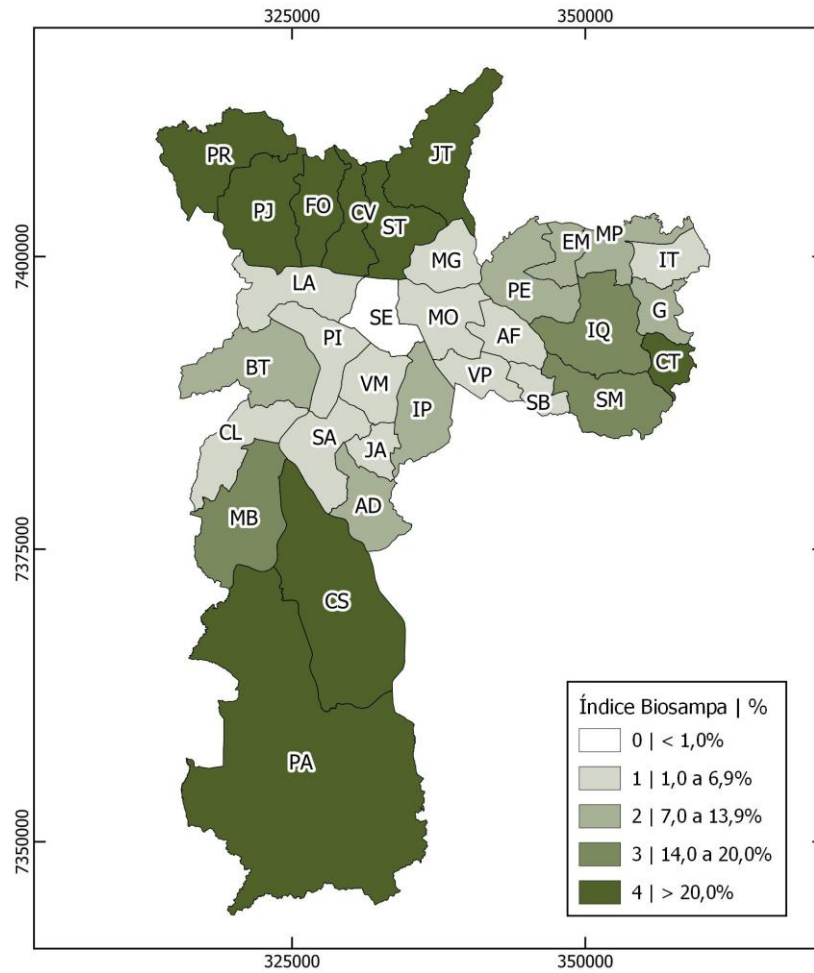 325000 350000
PR
JT
PJ FO CV ST
7400000
MG
EM MP
IT
LA
PE
G
SE MO
AF
IQ
PI
CT
BT
VM
VP
SB
SM
IP
CL
SA
JA
MB
AD
7375000
CS
PA
7350000
Índice Biosampa | %
0 | < 1,0%
1 | 1,0 a 6,9%
2 | 7,0 a 13,9%
3 | 14,0 a 20,0%
4 | > 20,0%
325000 350000